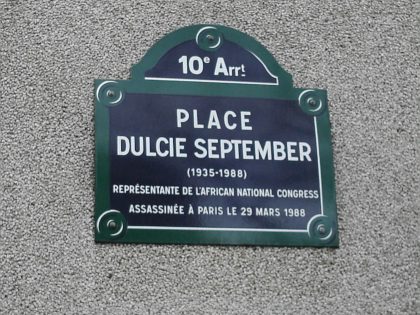 10e Arrt
PLACE
DULCIE SEPTEMBER
(1935-1988)
REPRÉSENTANTE DE L'AFRICAN NATIONAL CONGRESS
ASSASSINÉE À PARIS LE 29 MARS 1988